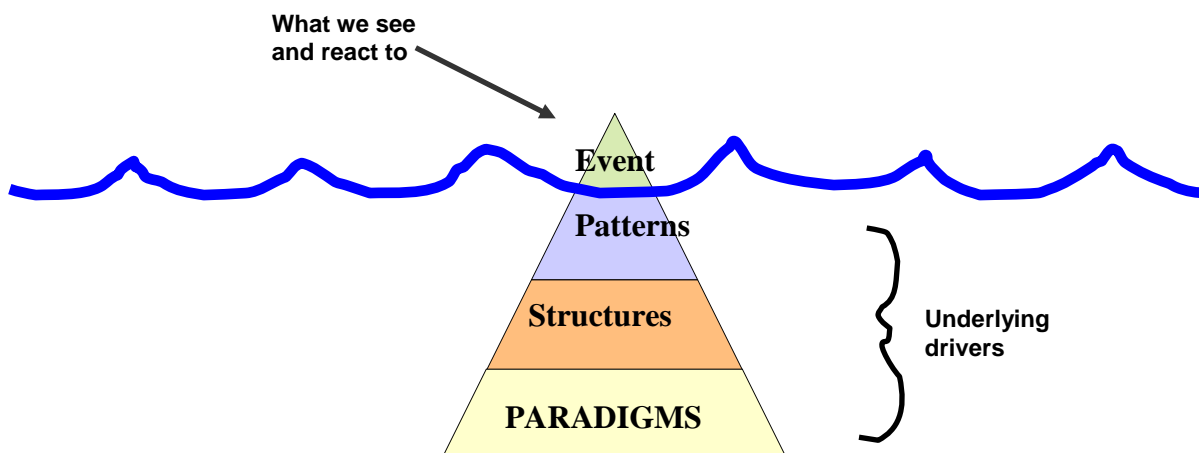 What we see
and react to
Event
Patterns
Structures
Underlying
drivers
PARADIGMS